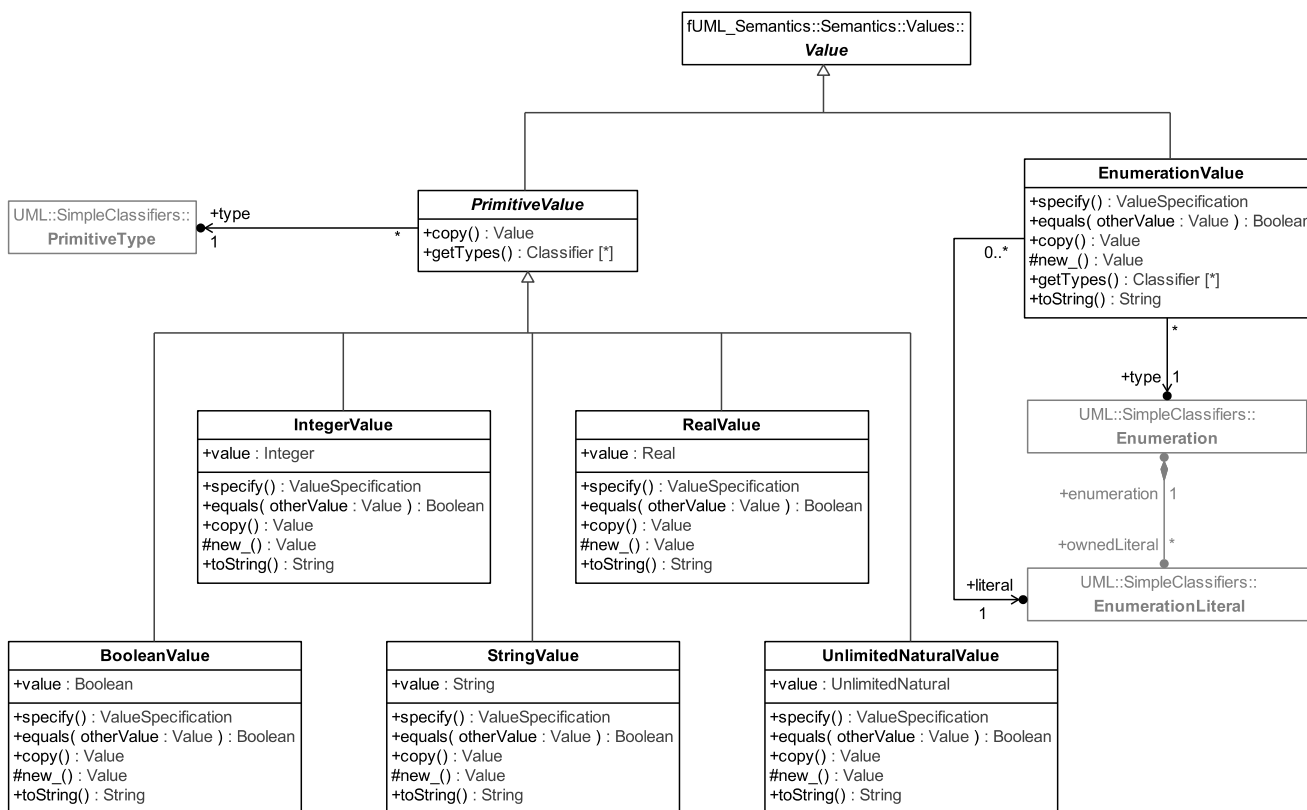 fUML_Semantics::Semantics::Values::
Value
EnumerationValue
+specify() : ValueSpecification
+equals( otherValue : Value ) : Boolean
+copy() : Value
#new_() : Value
+getTypes() : Classifier [*]
+toString() : String
PrimitiveValue
+copy() : Value
+getTypes() : Classifier [*]
UML::SimpleClassifiers::
PrimitiveType
+type
1
*
0..*
*
+type 1
UML::SimpleClassifiers::
Enumeration
+enumeration 1
+ownedLiteral *
UML::SimpleClassifiers::
EnumerationLiteral
+literal
1
IntegerValue
+value : Integer
+specify() : ValueSpecification
+equals( otherValue : Value ) : Boolean
+copy() : Value
#new_() : Value
+toString() : String
RealValue
+value : Real
+specify() : ValueSpecification
+equals( otherValue : Value ) : Boolean
+copy() : Value
#new_() : Value
+toString() : String
BooleanValue
+value : Boolean
+specify() : ValueSpecification
+equals( otherValue : Value ) : Boolean
+copy() : Value
#new_() : Value
+toString() : String
StringValue
+value : String
+specify() : ValueSpecification
+equals( otherValue : Value ) : Boolean
+copy() : Value
#new_() : Value
+toString() : String
UnlimitedNaturalValue
+value : UnlimitedNatural
+specify() : ValueSpecification
+equals( otherValue : Value ) : Boolean
+copy() : Value
#new_() : Value
+toString() : String